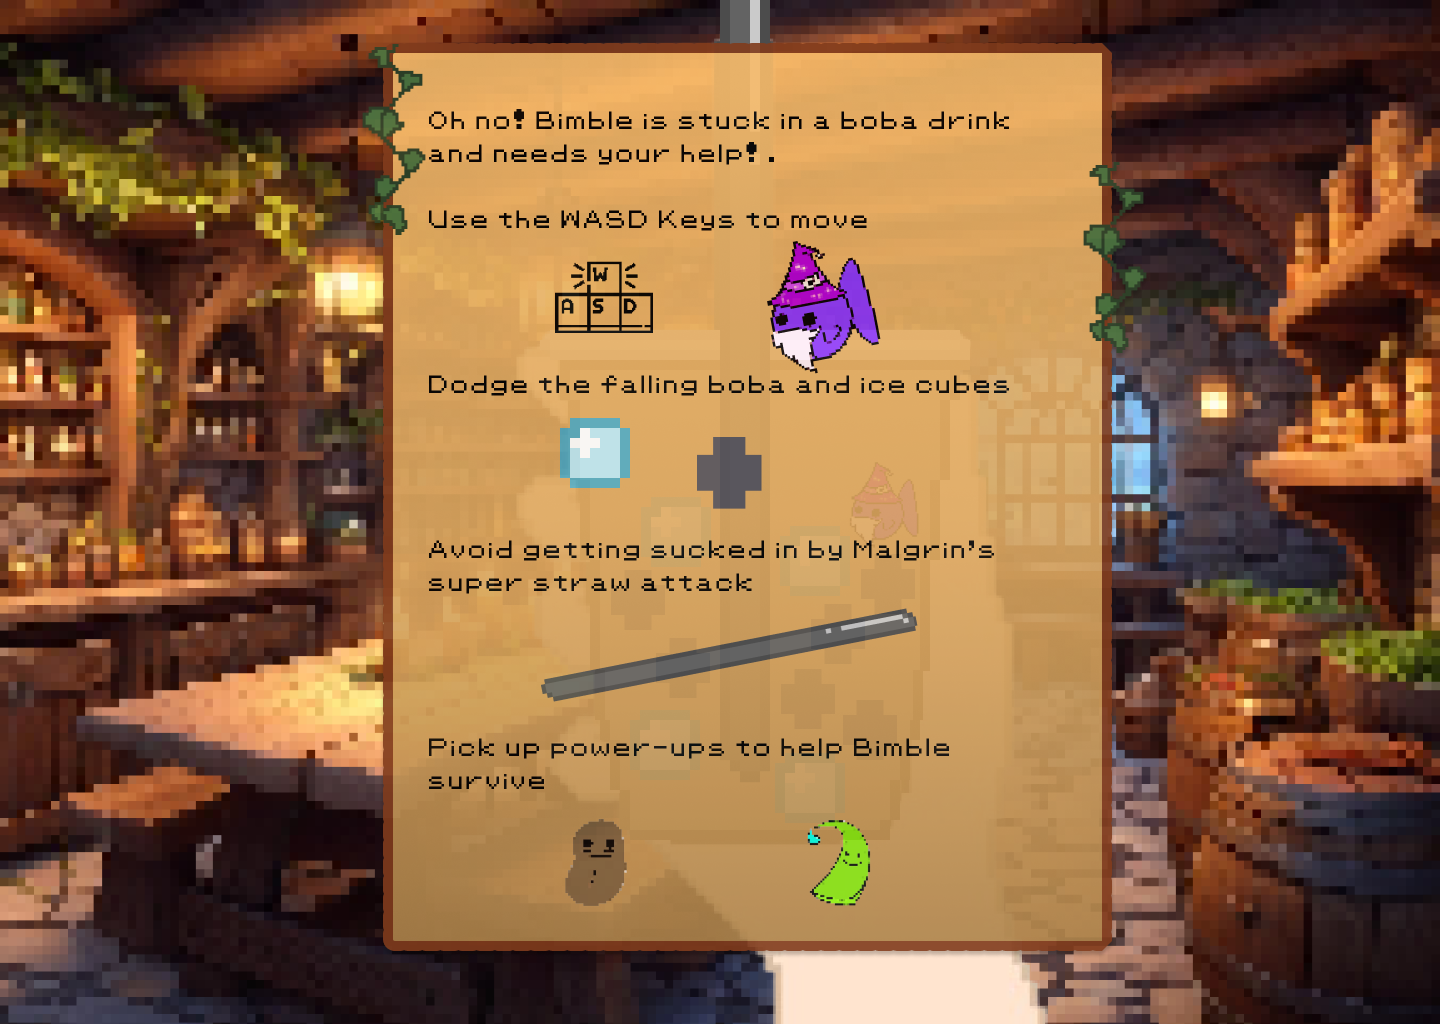 Oh no! Bimble is stuck in a boba drink
and needs your help! .
Use the WASD Keys to move
W
A S D
Dodge the falling boba and ice cubes
Avoid getting sucked in by Malgrin's
super straw attack
Pick up power-ups to help Bimble
survive